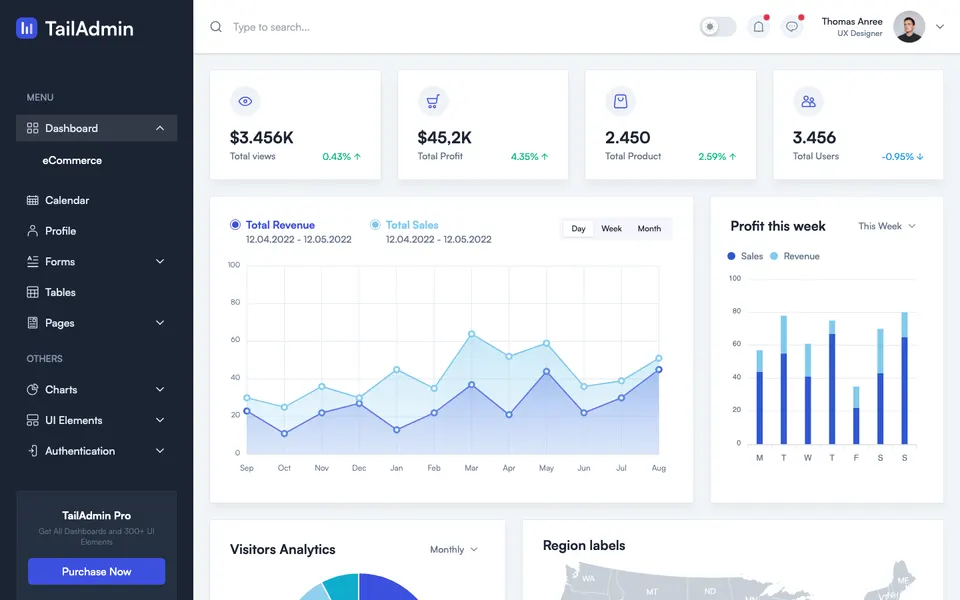 TailAdmin
Type to search...
Thomas Anree
UX Designer
MENU
Dashboard
eCommerce
Calendar
Profile
Forms
Tables
Pages
OTHERS
Charts
UI Elements
Authentication
TailAdmin Pro
Get All Dashboards and 300+ UI
Elements
Purchase Now
$3.456K
Total views
0.43%
$45,2K
Total Profit
4.35%
2.450
Total Product
2.59%
3.456
Total Users
-0.95%
Total Revenue
12.04.2022 - 12.05.2022
Total Sales
12.04.2022 - 12.05.2022
Day Week Month
100
80
60
40
20
0
Sep Oct Nov Dec Jan Feb Mar Apr May Jun Jul Aug
Profit this week
This Week
Sales Revenue
100
80
60
40
20
0
M T W T F S S
Visitors Analytics
Monthly
Region labels
WA
MT
ND
ME